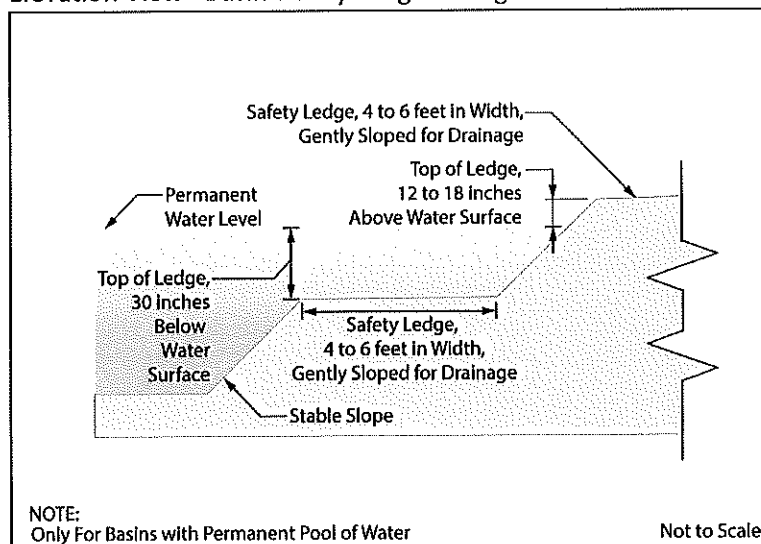 Safety Ledge, 4 to 6 feet in Width,
Gently Sloped for Drainage
Top of Ledge,
12 to 18 inches
Above Water Surface
Permanent
Water Level
Top of Ledge,
30 inches
Below
Water
Surface
Safety Ledge,
4 to 6 feet in Width,
Gently Sloped for Drainage
Stable Slope
NOTE:
Only For Basins with Permanent Pool of Water
Not to Scale